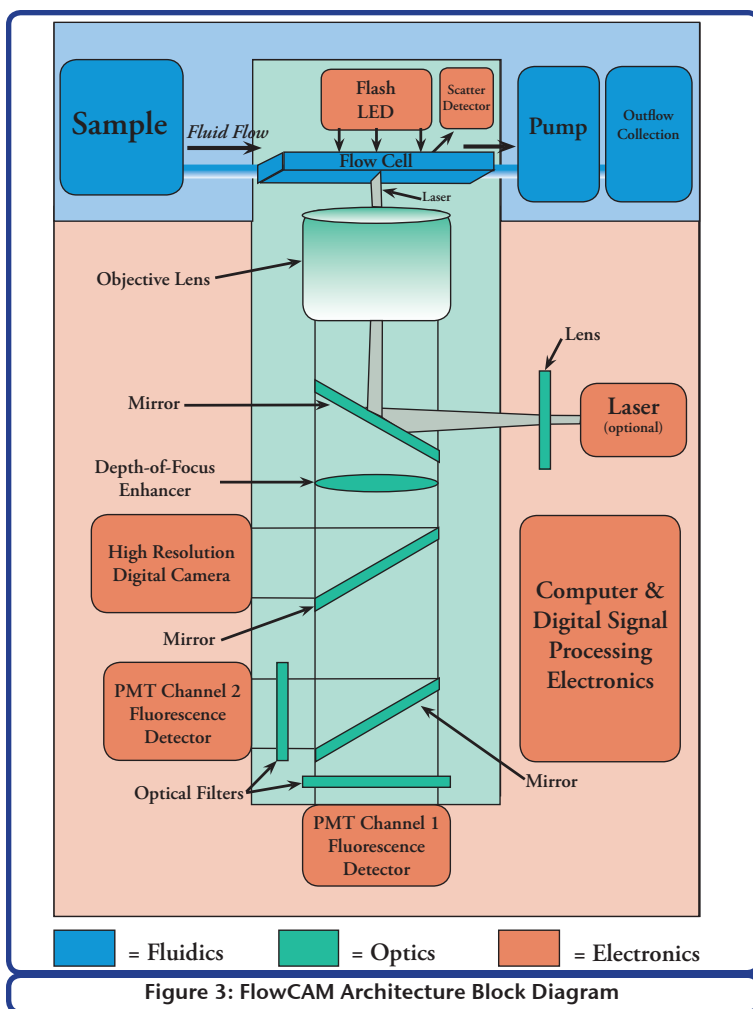 Sample
Fluid Flow
Flash
LED
Scatter
Detector
Pump
Outflow
Collection
Flow Cell
Laser
Objective Lens
Lens
Mirror
Laser
(optional)
Depth-of-Focus
Enhancer
High Resolution
Digital Camera
Computer &
Digital Signal
Processing
Electronics
Mirror
PMT Channel 2
Fluorescence
Detector
Mirror
Optical Filters
PMT Channel 1
Fluorescence
Detector
= Fluidics
= Optics
= Electronics
Figure 3: FlowCAM Architecture Block Diagram